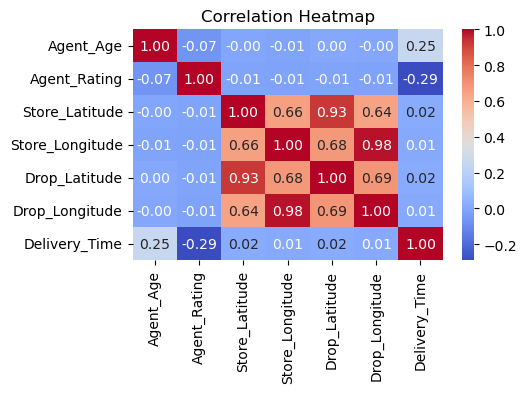 Correlation Heatmap
Agent_Age 1.00 -0.07 -0.00 -0.01 0.00 -0.00 0.25
Agent_Rating -0.07 1.00 -0.01 -0.01 -0.01 -0.01 -0.29
Store_Latitude -0.00 -0.01 1.00 0.66 0.93 0.64 0.02
Store_Longitude -0.01 -0.01 0.66 1.00 0.68 0.98 0.01
Drop_Latitude 0.00 -0.01 0.93 0.68 1.00 0.69 0.02
Drop_Longitude -0.00 -0.01 0.64 0.98 0.69 1.00 0.01
Delivery_Time 0.25 -0.29 0.02 0.01 0.02 0.01 1.00
Agent_Age
Agent_Rating
Store_Latitude
Store_Longitude
Drop_Latitude
Drop_Longitude
Delivery_Time
1.0
0.8
0.6
0.4
0.2
0.0
−0.2